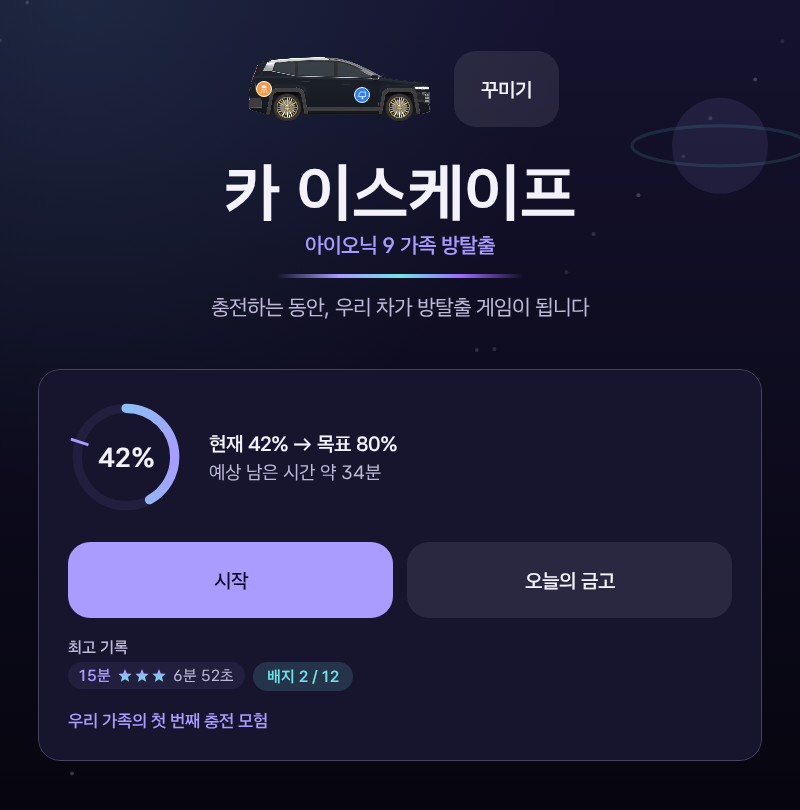 꾸미기
카 이스케이프
아이오닉 9 가족 방탈출
충전하는 동안, 우리 차가 방탈출 게임이 됩니다
42%
현재 42% → 목표 80%
예상 남은 시간 약 34분
시작
오늘의 금고
최고 기록
15분 ★★★ 6분 52초
배지 2 / 12
우리 가족의 첫 번째 충전 모험